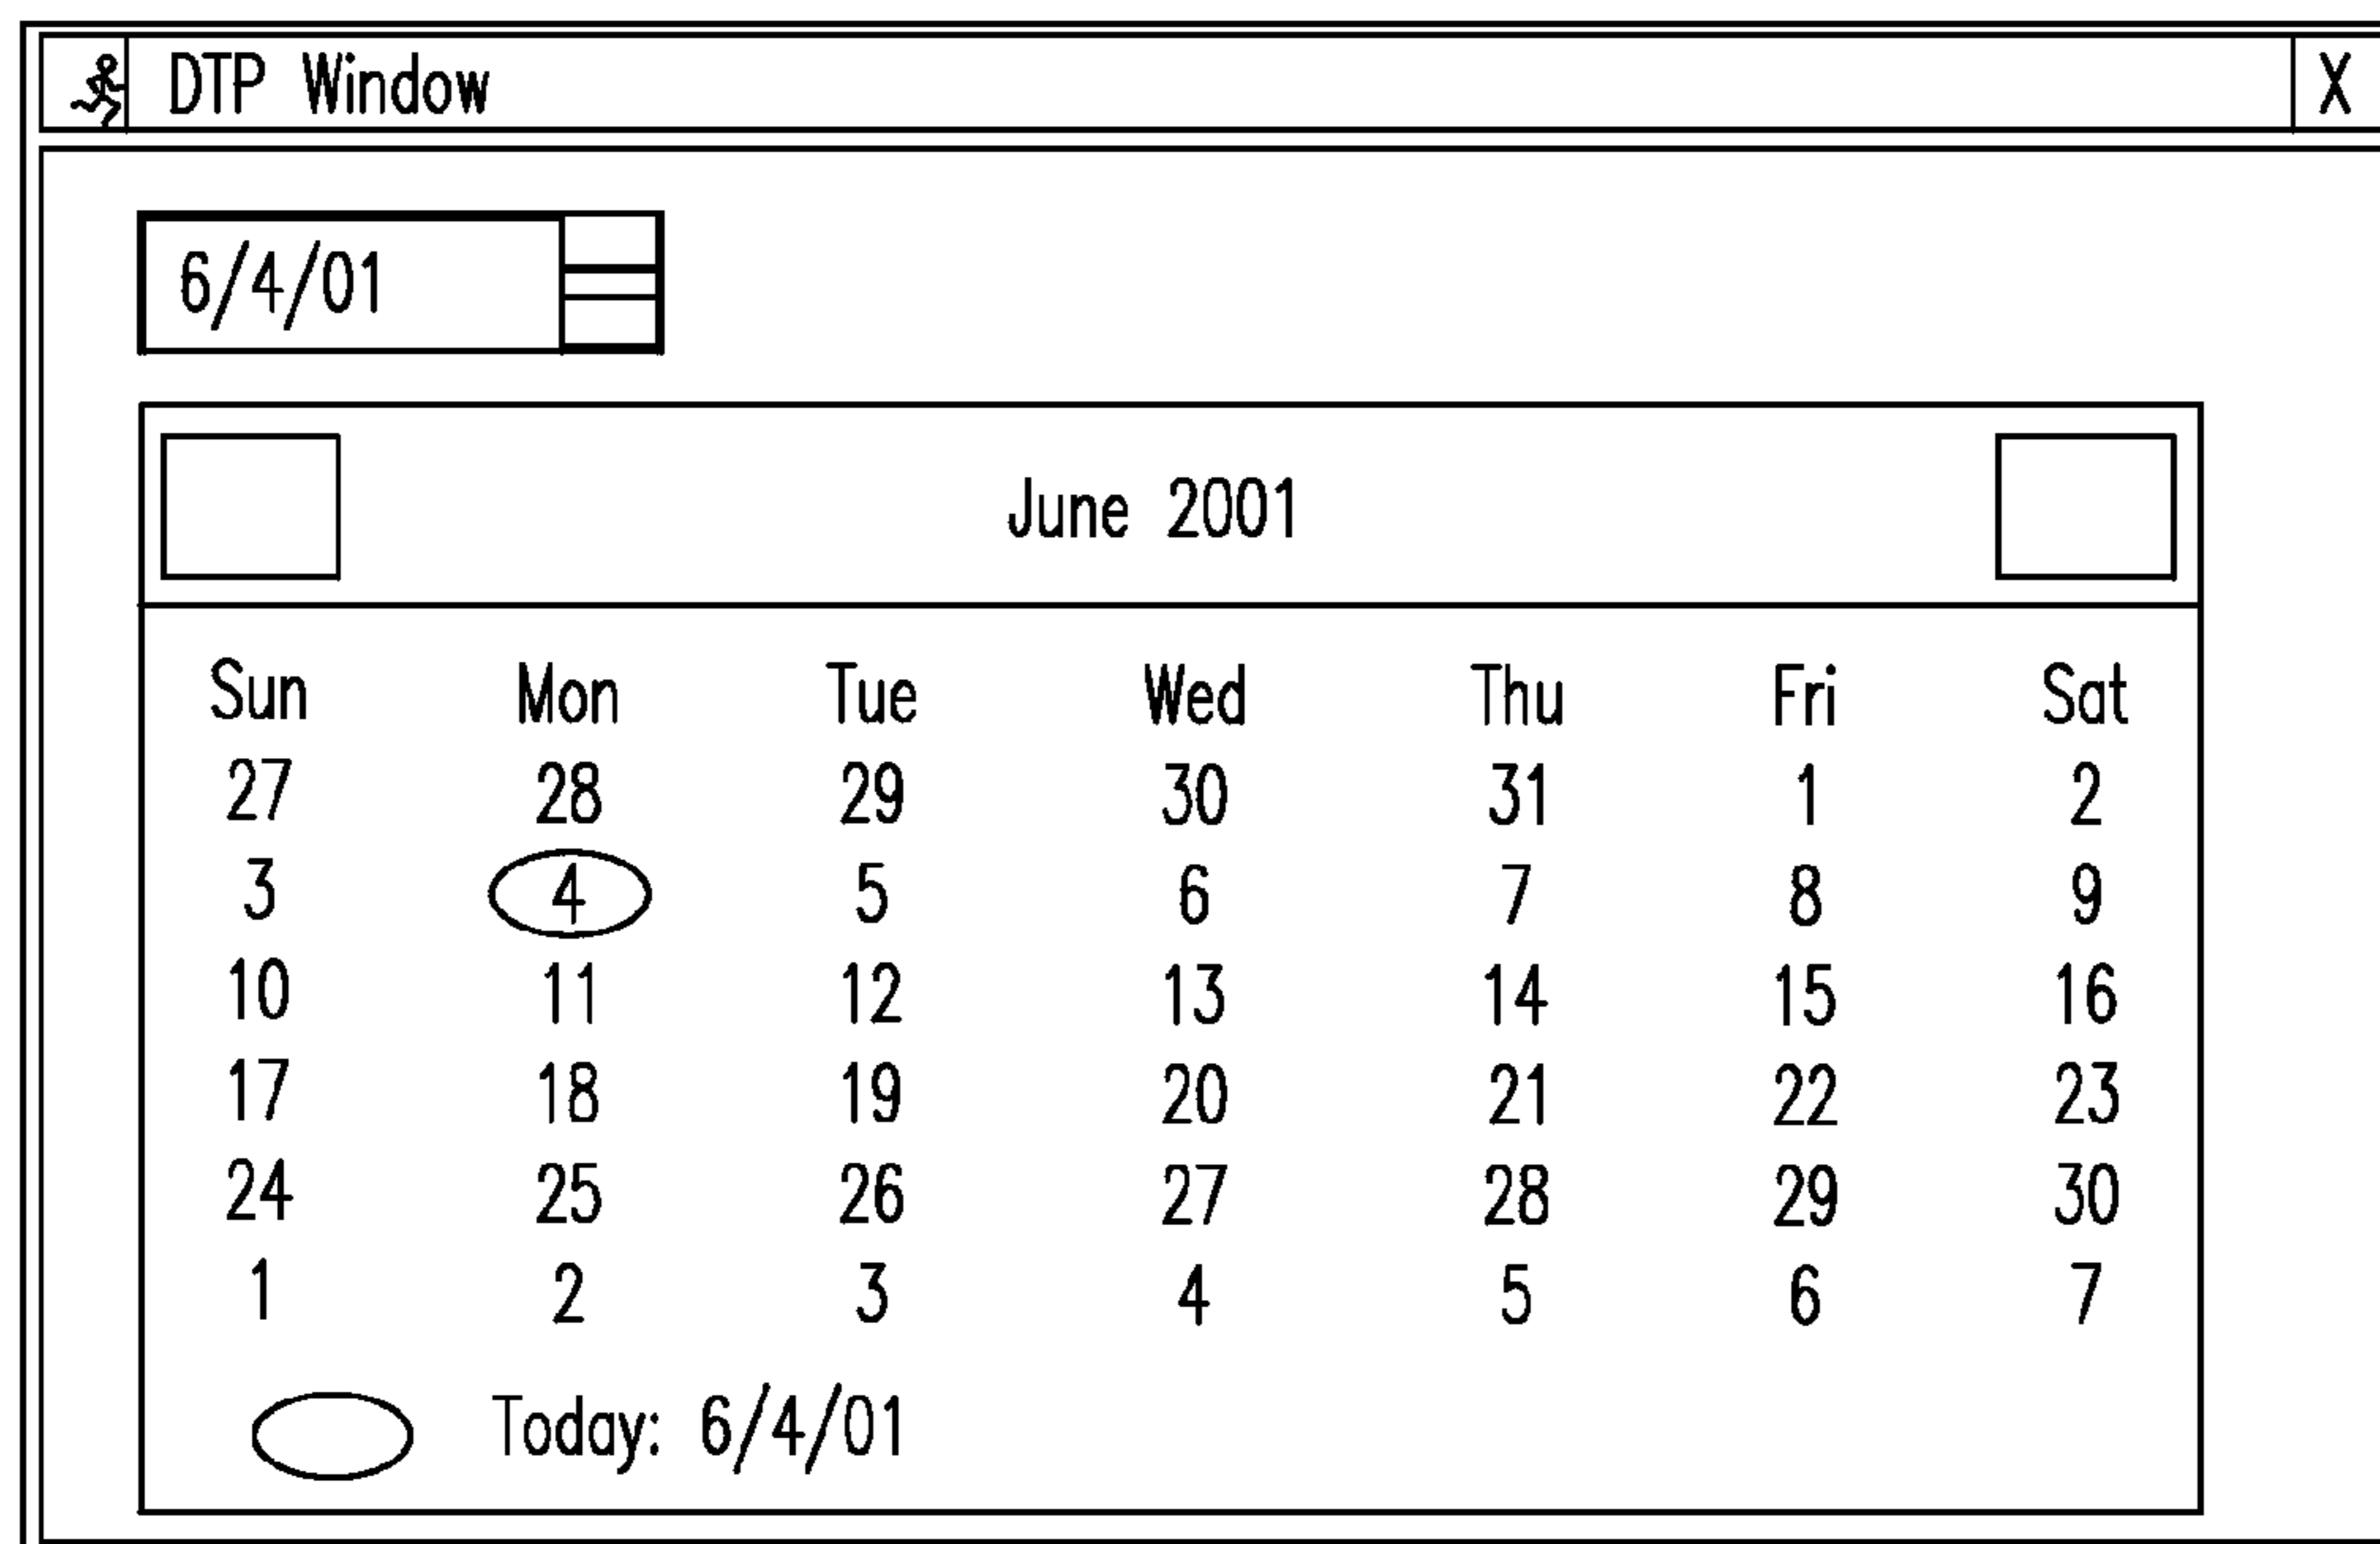 DTP Window X
6/4/01
June 2001
Sun Mon Tue Wed Thu Fri Sat
27 28 29 30 31 1 2
3 4 5 6 7 8 9
10 11 12 13 14 15 16
17 18 19 20 21 22 23
24 25 26 27 28 29 30
1 2 3 4 5 6 7
Today: 6/4/01